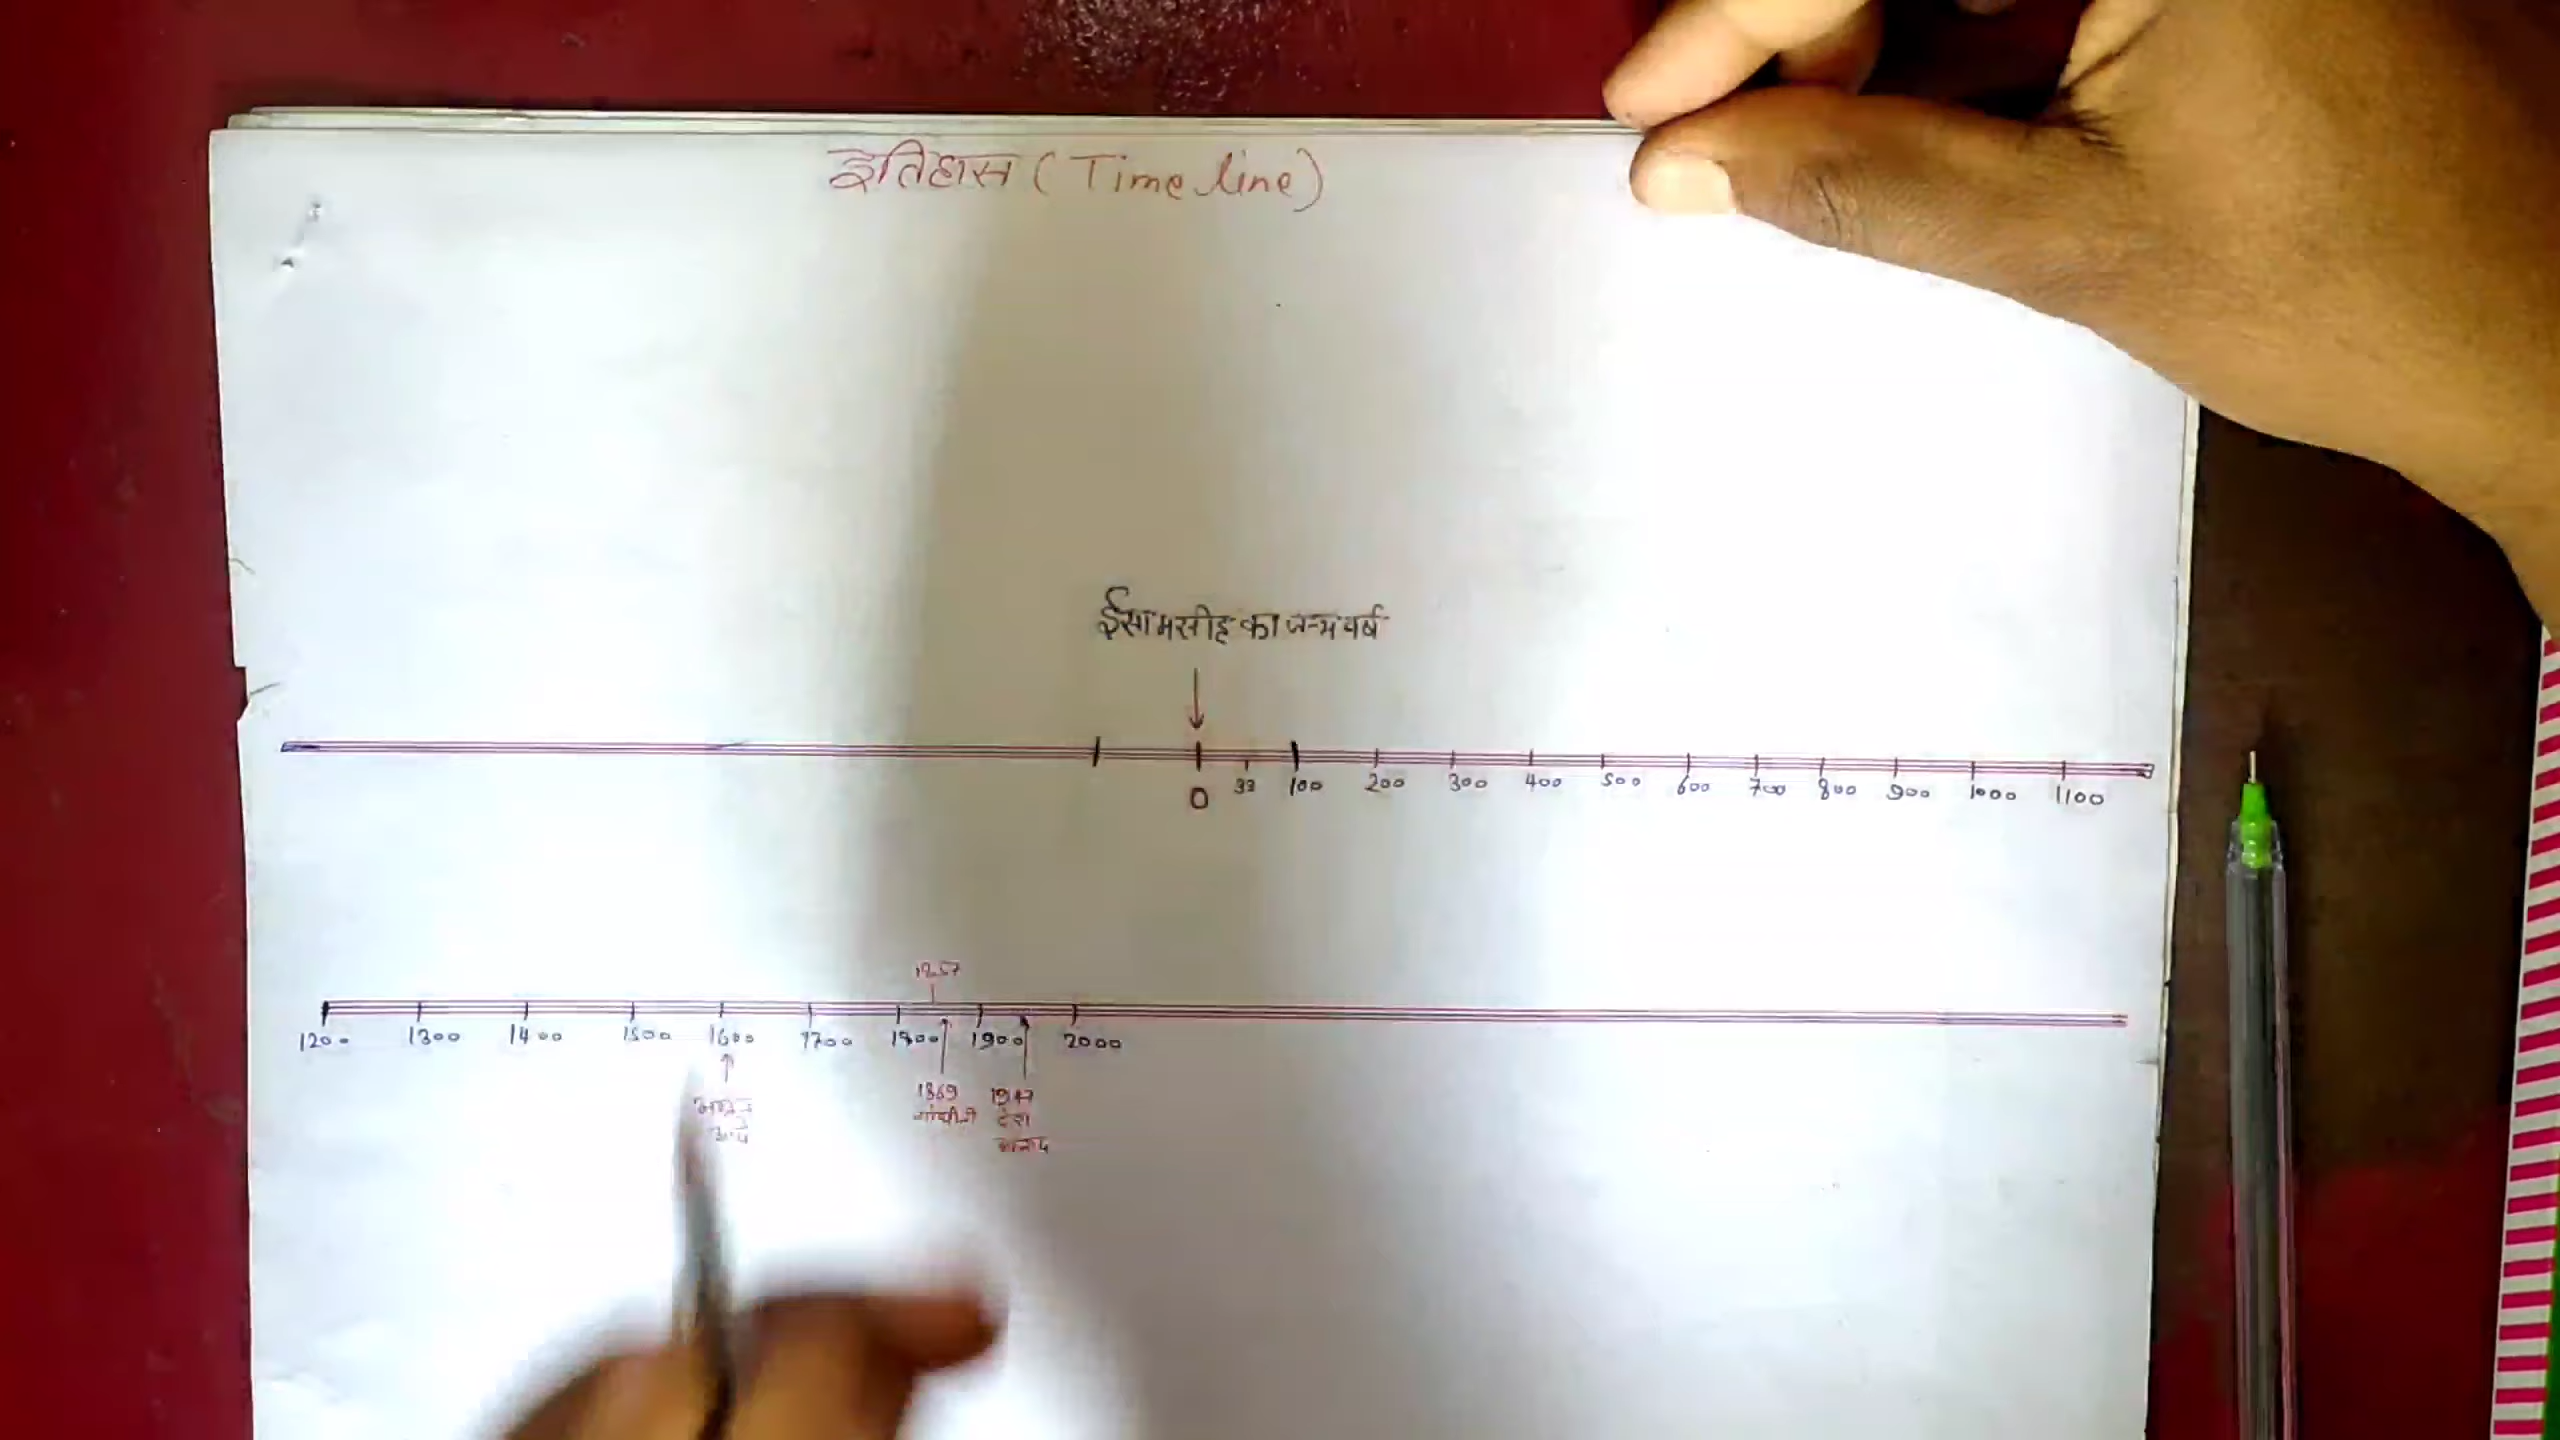 इतिहास ( Time line )
ईसा मसीह का जन्म वर्ष
0 33 100 200 300 400 500 600 700 800 900 1000 1100
1857
1200 1300 1400 1500 1600 1700 1800 1900 2000
1869 1947
गांधीजी देश
आजाद